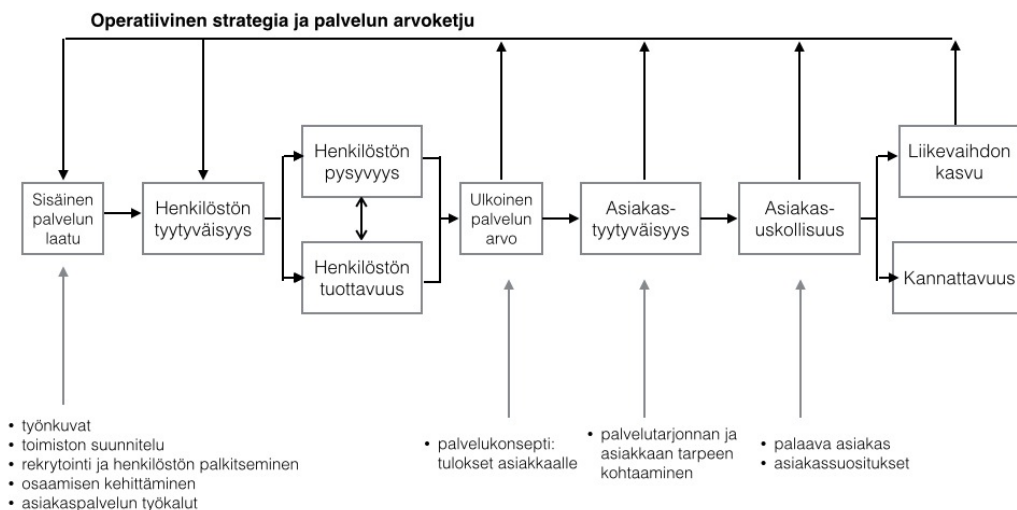 Operatiivinen strategia ja palvelun arvoketju
Sisäinen
palvelun
laatu
Henkilöstön
tyytyväisyys
Henkilöstön
pysyvyys
Henkilöstön
tuottavuus
Ulkoinen
palvelun
arvo
Asiakas-
tyytyväisyys
Asiakas-
uskollisuus
Liikevaihdon
kasvu
Kannattavuus
• työnkuvat
• toimiston suunnitelu
• rekrytointi ja henkilöstön palkitseminen
• osaamisen kehittäminen
• asiakaspalvelun työkalut
• palvelukonsepti:
tulokset asiakkaalle
• palvelutarjonnan ja
asiakkaan tarpeen
kohtaaminen
• palaava asiakas
• asiakassuositukset